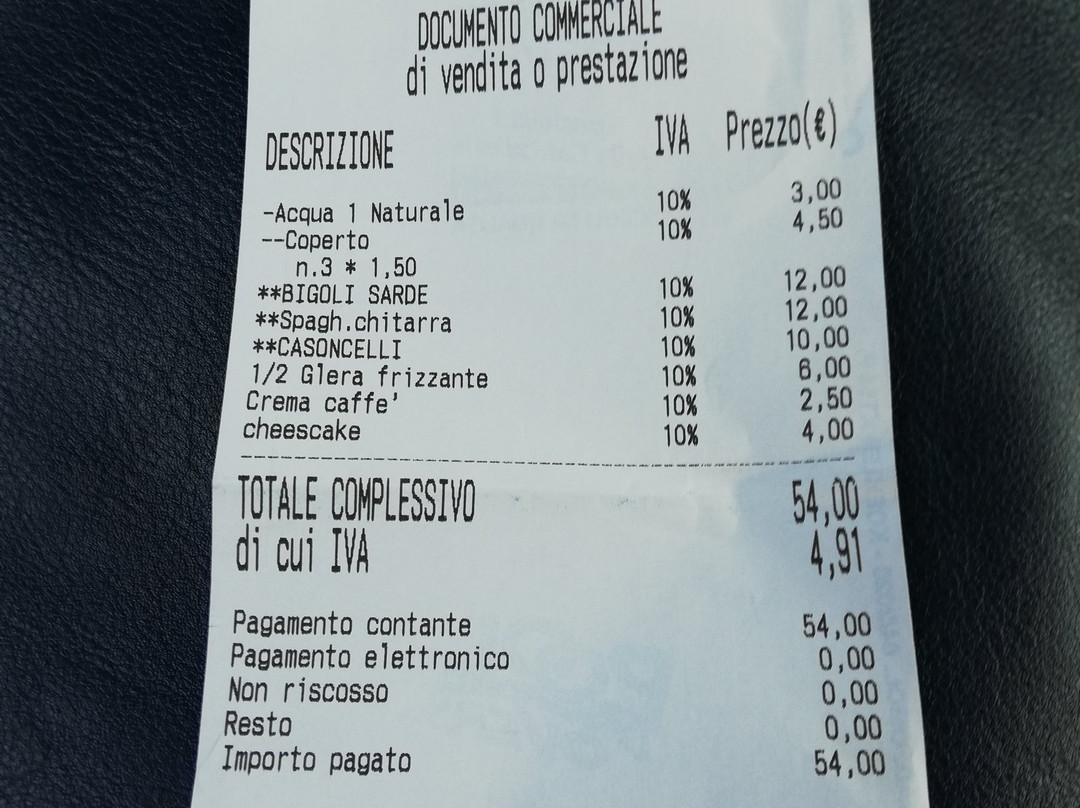 DOCUMENTO COMMERCIALE
di vendita o prestazione
DESCRIZIONE IVA Prezzo(€)
-Acqua 1 Naturale 10% 3,00
--Coperto 10% 4,50
n.3 * 1,50
**BIGOLI SARDE 10% 12,00
**Spagh.chitarra 10% 12,00
**CASONCELLI 10% 10,00
1/2 Glera frizzante 10% 6,00
Crema caffe' 10% 2,50
cheescake 10% 4,00
TOTALE COMPLESSIVO 54,00
di cui IVA 4,91
Pagamento contante 54,00
Pagamento elettronico 0,00
Non riscosso 0,00
Resto 0,00
Importo pagato 54,00